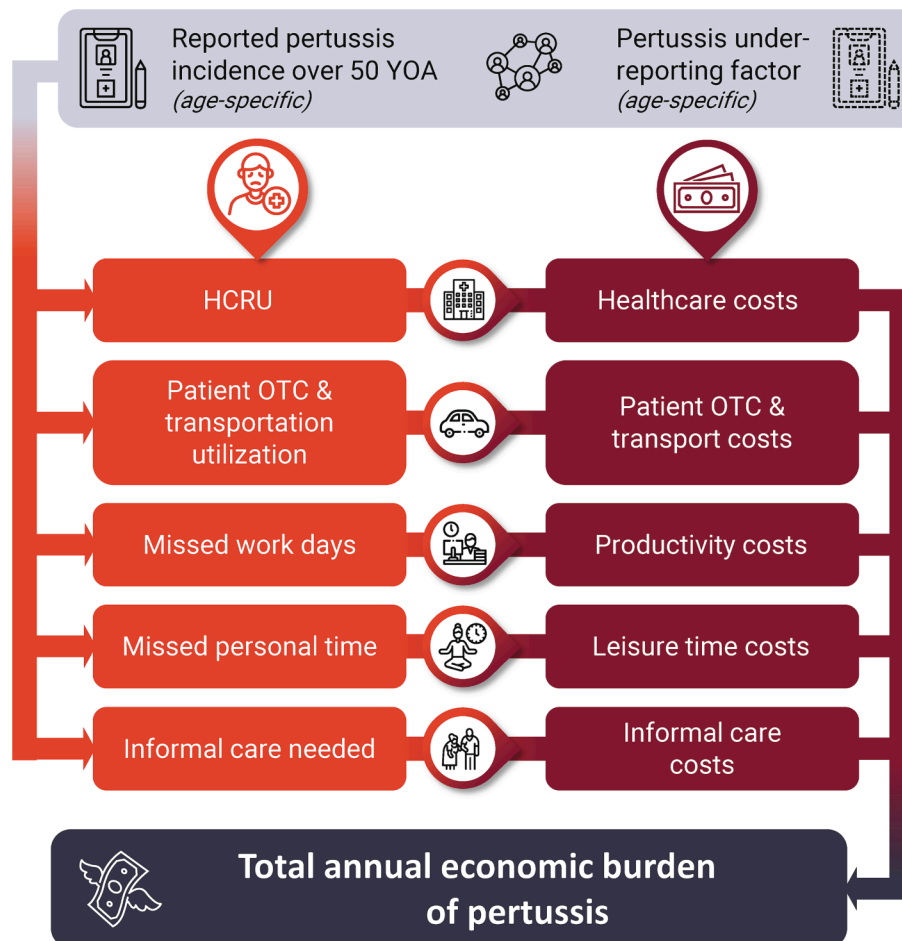 Reported pertussis
incidence over 50 YOA
(age-specific)
Pertussis under-
reporting factor
(age-specific)
HCRU
Healthcare costs
Patient OTC &
transportation
utilization
Patient OTC &
transport costs
Missed work days
Productivity costs
Missed personal time
Leisure time costs
Informal care needed
Informal care
costs
Total annual economic burden
of pertussis